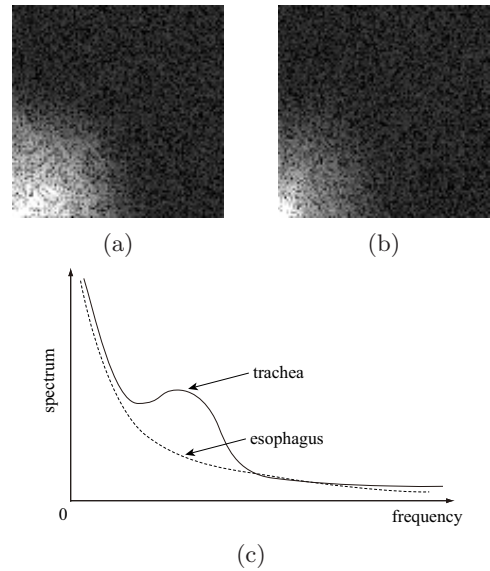 (a)
(b)
spectrum
trachea
esophagus
0
frequency
(c)